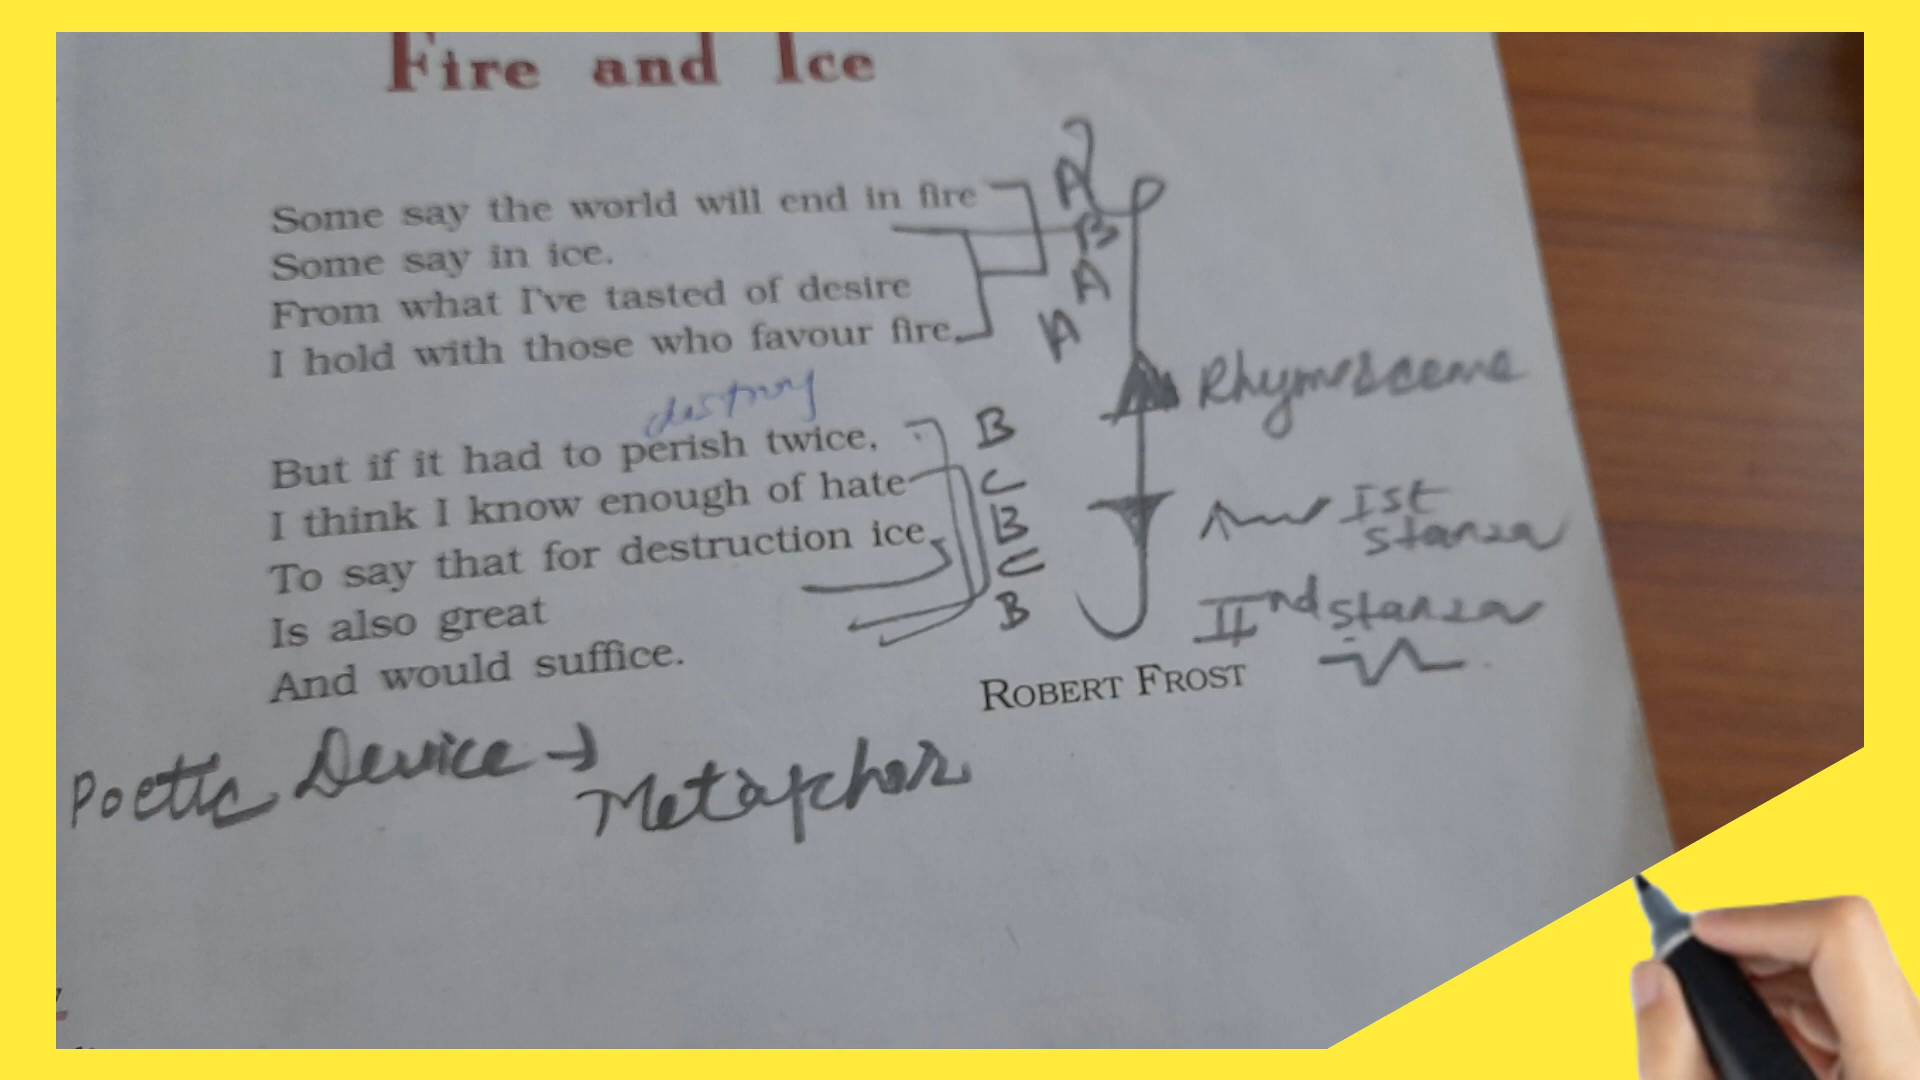 Fire and Ice
Some say the world will end in fire A
Some say in ice. B
From what I've tasted of desire A
I hold with those who favour fire. A
destroy
But if it had to perish twice, B
I think I know enough of hate C
To say that for destruction ice B
Is also great C
And would suffice. B
Rhymesceme
Ist
stanza
IInd stanza
ROBERT FROST
Poetic Device →
Metaphor